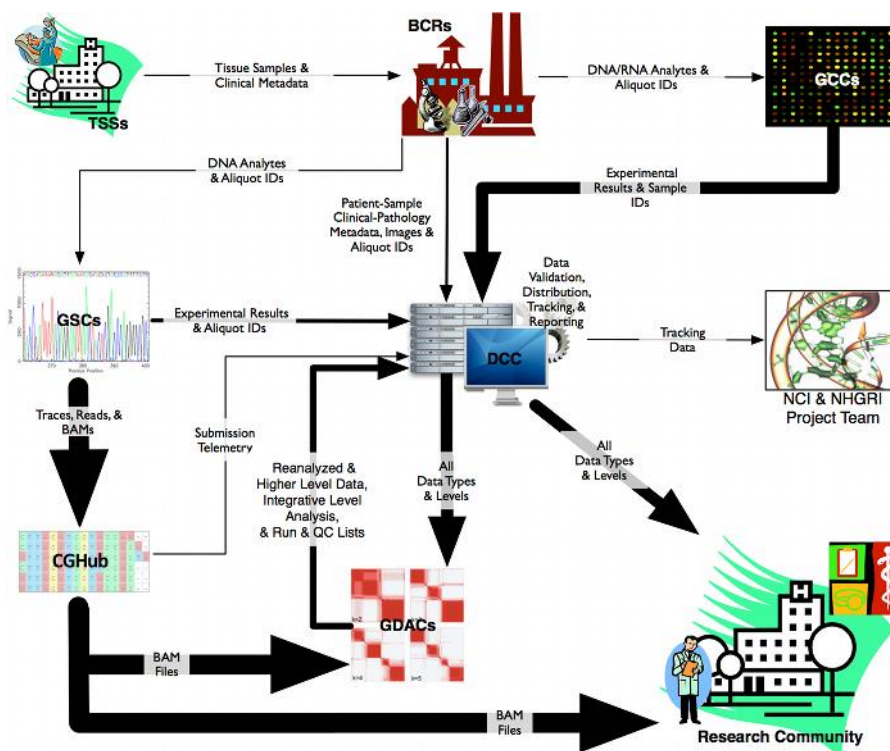 BCRs
Tissue Samples &
Clinical Metadata
DNA/RNA Analytes &
Aliquot IDs
GCCs
TSSs
DNA Analytes
& Aliquot IDs
Experimental
Results & Sample
IDs
Patient-Sample
Clinical-Pathology
Metadata, Images &
Aliquot IDs
Data
Validation,
Distribution,
Tracking, &
Reporting
GSCs
Experimental Results
& Aliquot IDs
DCC
Tracking
Data
NCI & NHGRI
Project Team
Traces, Reads, &
BAMs
Submission
Telemetry
Reanalyzed &
Higher Level Data,
Integrative Level
Analysis,
& Run & QC Lists
All
Data Types
& Levels
All
Data Types
& Levels
CGHub
GDACs
k=2
k=4
k=5
BAM
Files
BAM
Files
Research Community